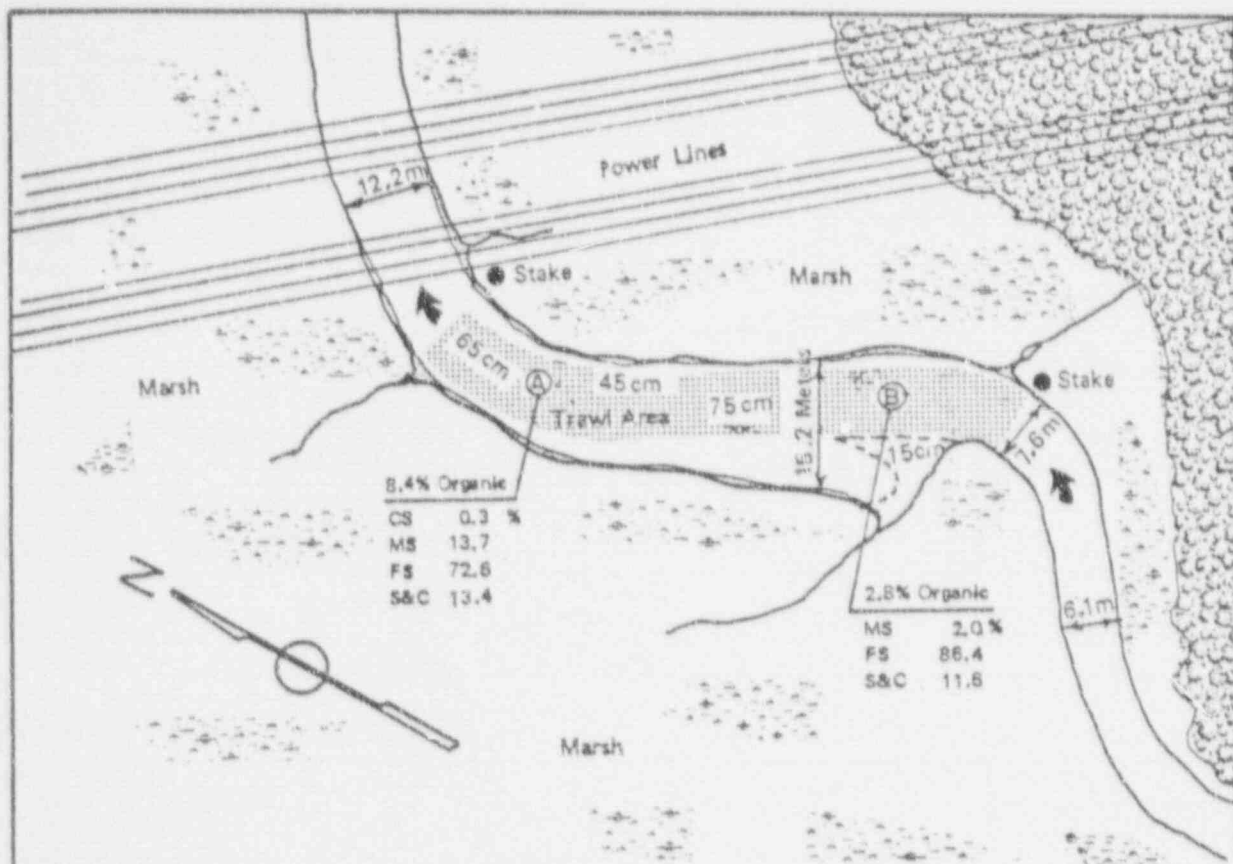 Power Lines
12.2m
Stake
Marsh
65cm
A
45 cm
75cm
Trawl Area
15.2 Meters
B
Stake
15cm
7.6m
Marsh
8.4% Organic
CS 0.3 %
MS 13.7
FS 72.6
S&C 13.4
2.8% Organic
MS 2.0%
FS 86.4
S&C 11.6
6.1m
N
Marsh